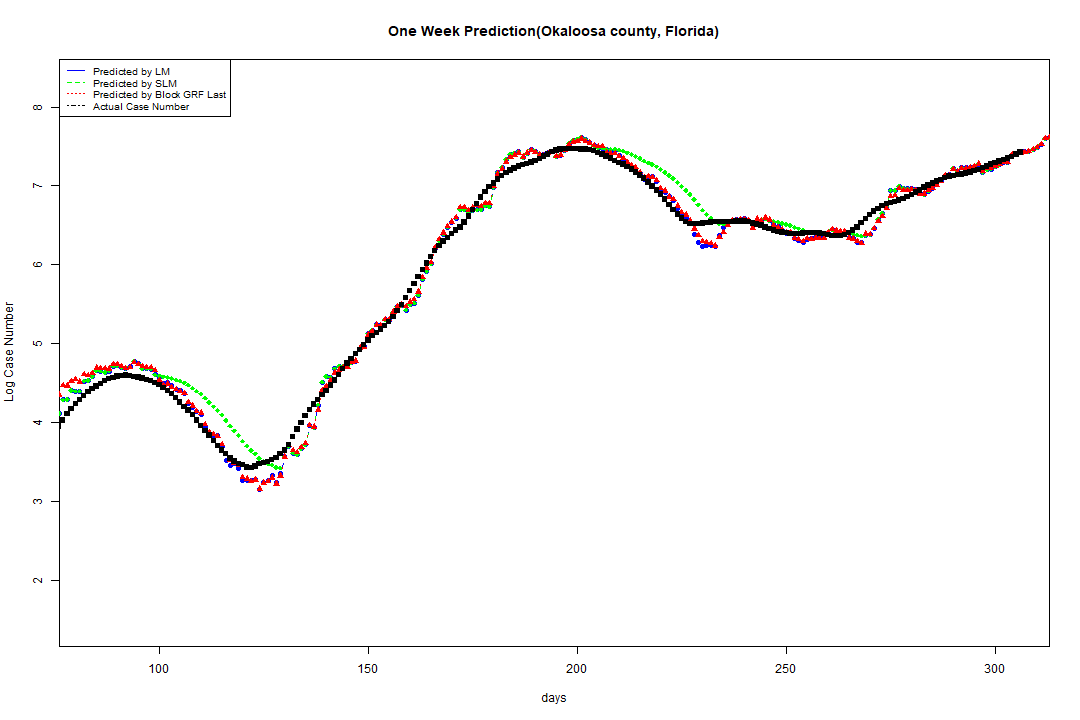 One Week Prediction(Okaloosa county, Florida)
Predicted by LM
Predicted by SLM
Predicted by Block GRF Last
Actual Case Number
8
7
6
5
4
3
2
Log Case Number
100 150 200 250 300
days